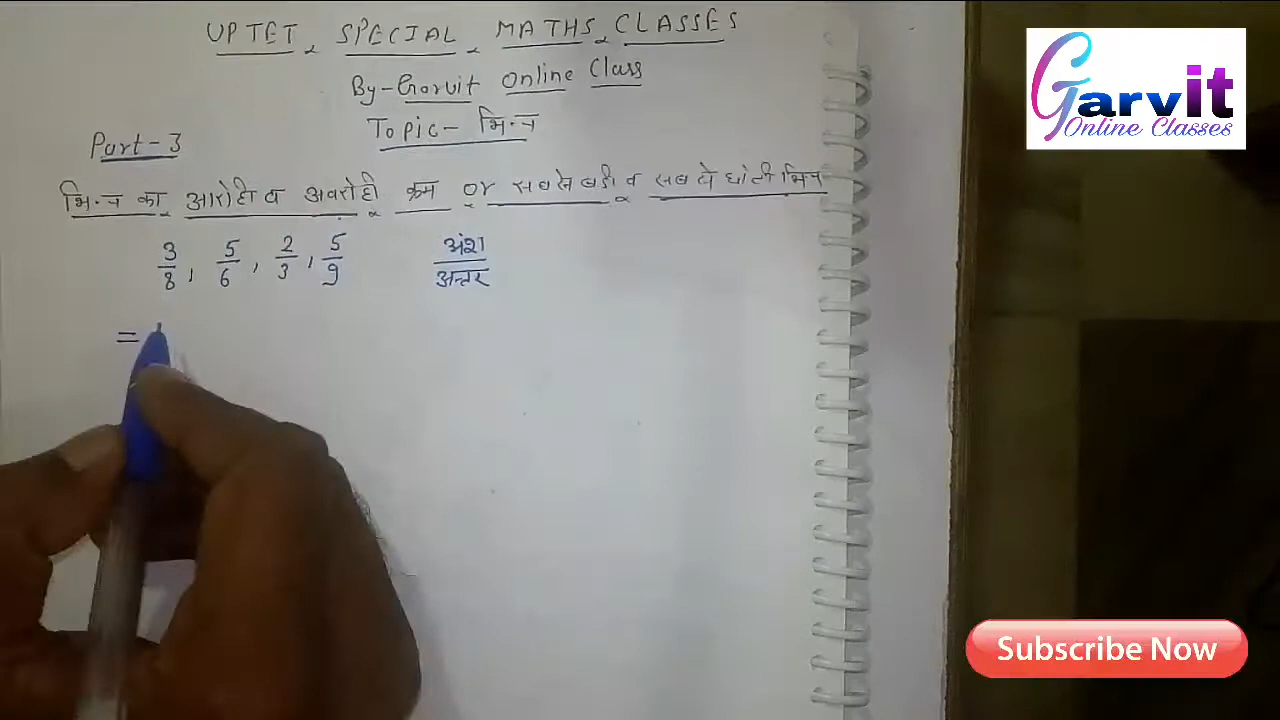 UPTET SPECIAL MATHS CLASSES
By- Garvit Online Class
Topic- भिन्न
Part-3
भिन्न का आरोही व अवरोही क्रम or सबसे बडी व सबसे छोटी भिन्न
3/8, 5/6, 2/3, 5/9
अंश/अन्तर
=
Garvit
Online Classes
Subscribe Now